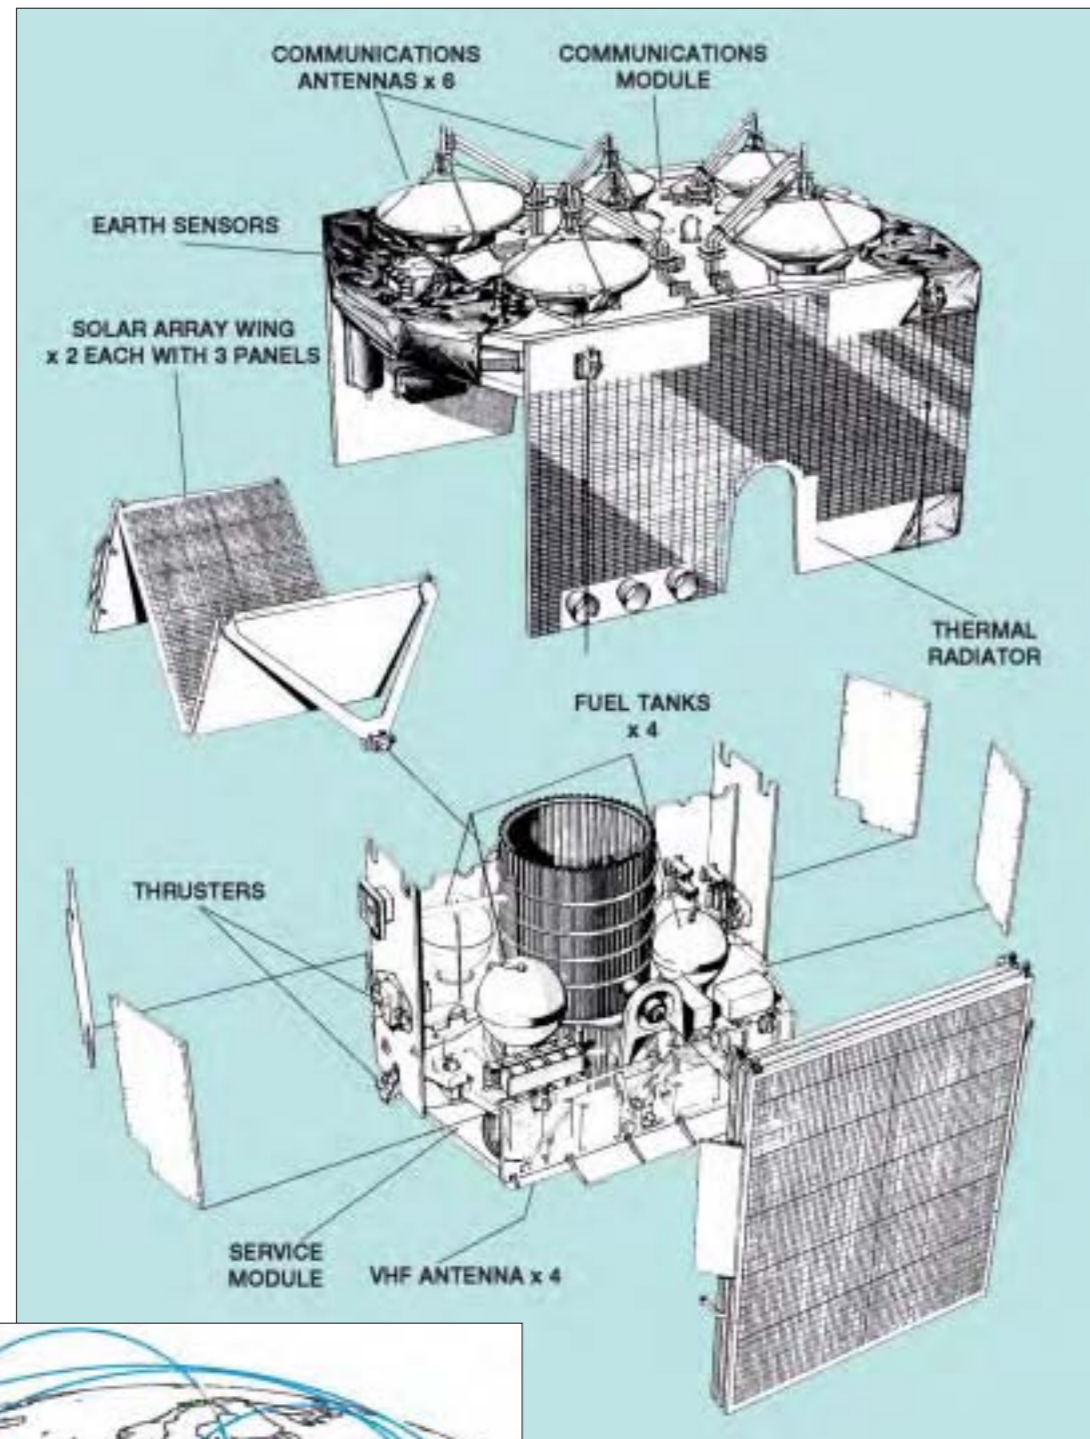 COMMUNICATIONS
ANTENNAS x 6
COMMUNICATIONS
MODULE
EARTH SENSORS
SOLAR ARRAY WING
x 2 EACH WITH 3 PANELS
THERMAL
RADIATOR
FUEL TANKS
x 4
THRUSTERS
SERVICE
MODULE
VHF ANTENNA x 4